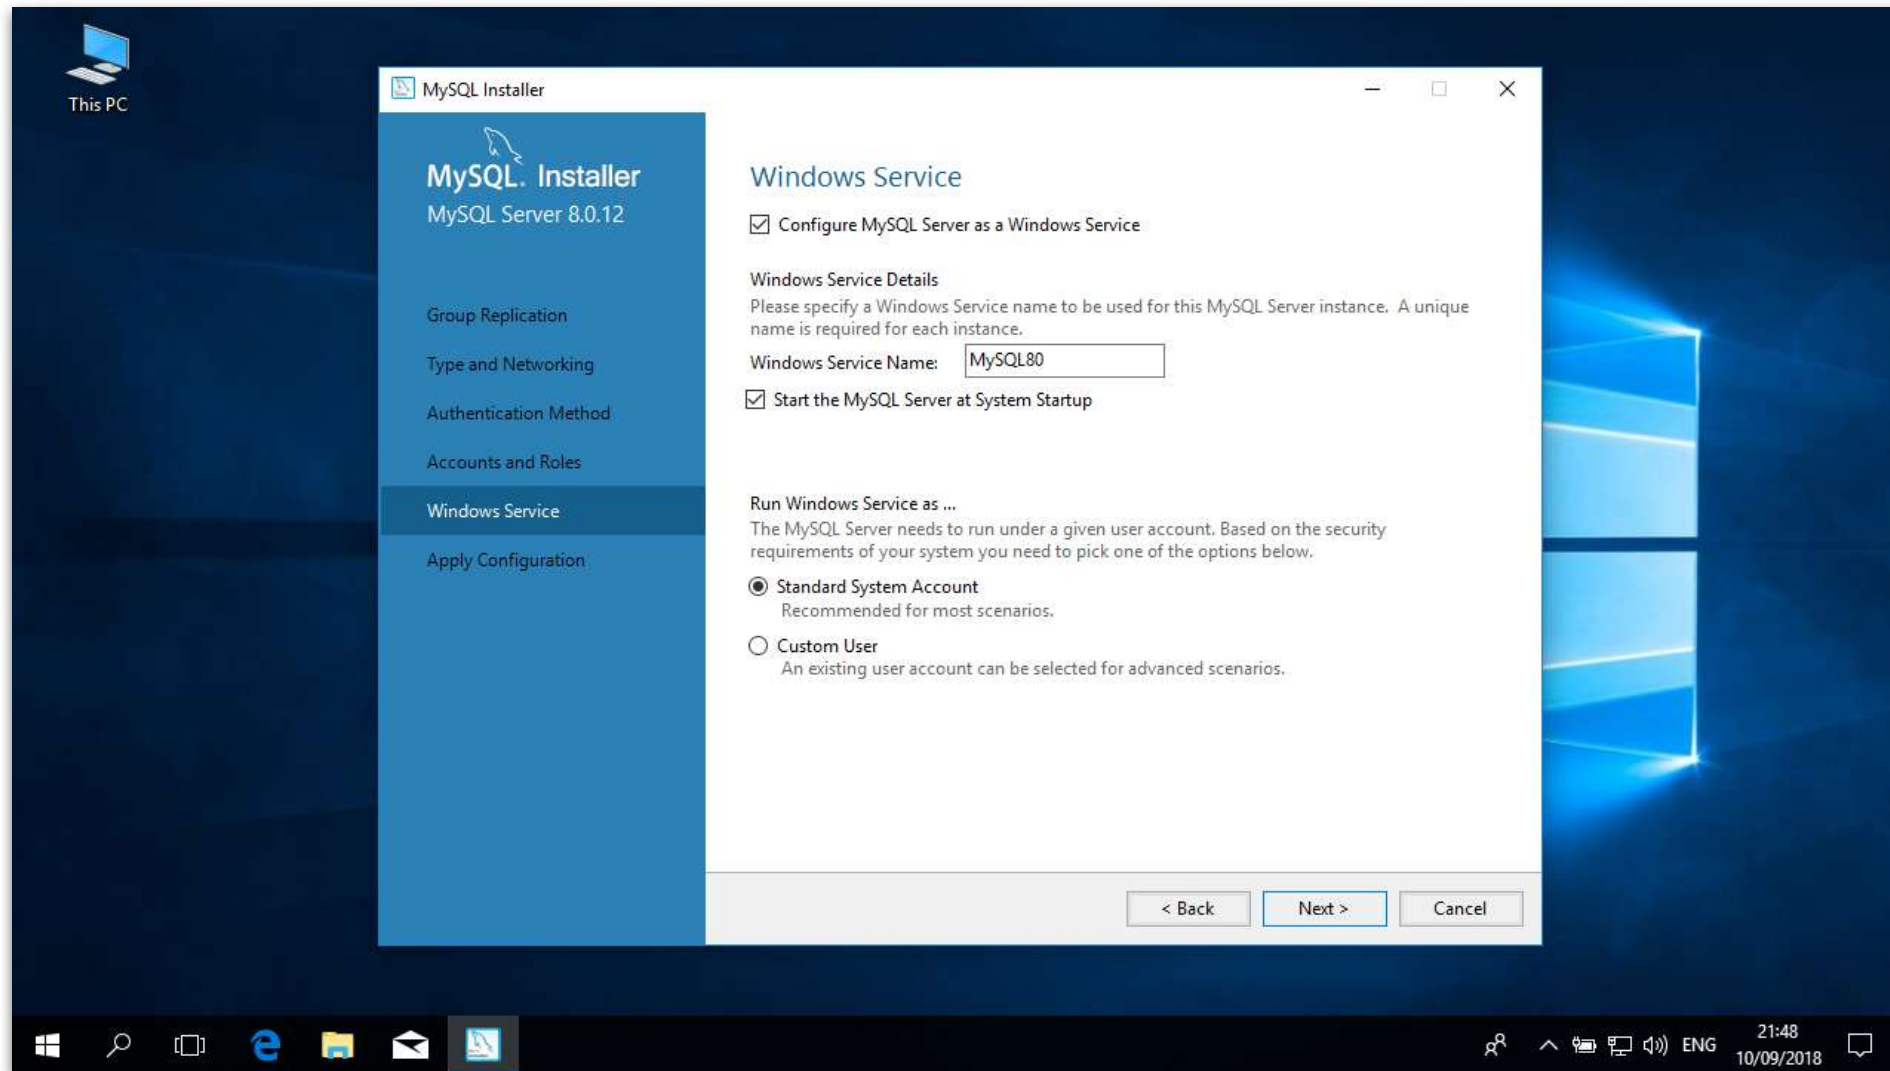 This PC
MySQL Installer
MySQL. Installer
MySQL Server 8.0.12
Group Replication
Type and Networking
Authentication Method
Accounts and Roles
Windows Service
Apply Configuration
Windows Service
Configure MySQL Server as a Windows Service
Windows Service Details
Please specify a Windows Service name to be used for this MySQL Server instance. A unique
name is required for each instance.
Windows Service Name: MySQL80
Start the MySQL Server at System Startup
Run Windows Service as ...
The MySQL Server needs to run under a given user account. Based on the security
requirements of your system you need to pick one of the options below.
Standard System Account
Recommended for most scenarios.
Custom User
An existing user account can be selected for advanced scenarios.
< Back Next > Cancel
ENG
21:48
10/09/2018